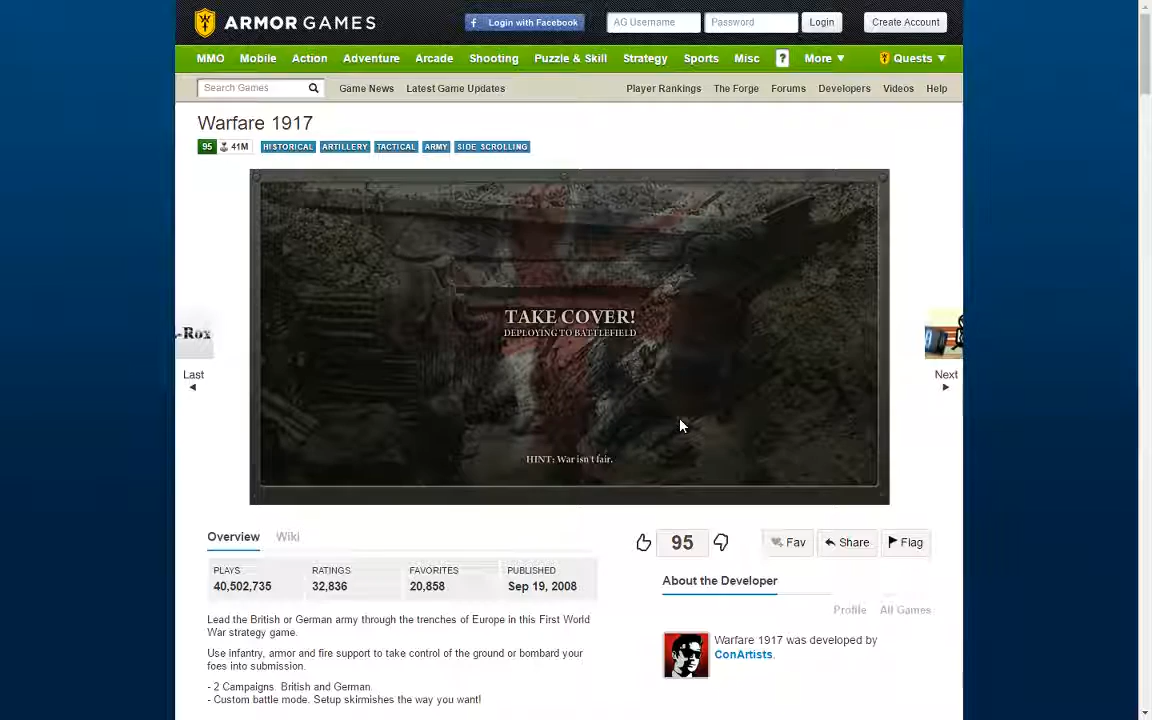 ARMORGAMES
f Login with Facebook
AG Username
Password
Login
Create Account
MMO Mobile Action Adventure Arcade Shooting Puzzle & Skill Strategy Sports Misc ? More ▼ Quests ▼
Search Games
Game News Latest Game Updates Player Rankings The Forge Forums Developers Videos Help
Warfare 1917
95 41M HISTORICAL ARTILLERY TACTICAL ARMY SIDE SCROLLING
TAKE COVER!
DEPLOYING TO BATTLEFIELD
-Rox
Last
Next
HINT: War isn't fair.
Overview Wiki
95 Fav Share Flag
PLAYS RATINGS FAVORITES PUBLISHED
40,502,735 32,836 20,858 Sep 19, 2008
About the Developer
Profile All Games
Lead the British or German army through the trenches of Europe in this First World
War strategy game.
Use infantry, armor and fire support to take control of the ground or bombard your
foes into submission.
- 2 Campaigns. British and German.
- Custom battle mode. Setup skirmishes the way you want!
Warfare 1917 was developed by
ConArtists.